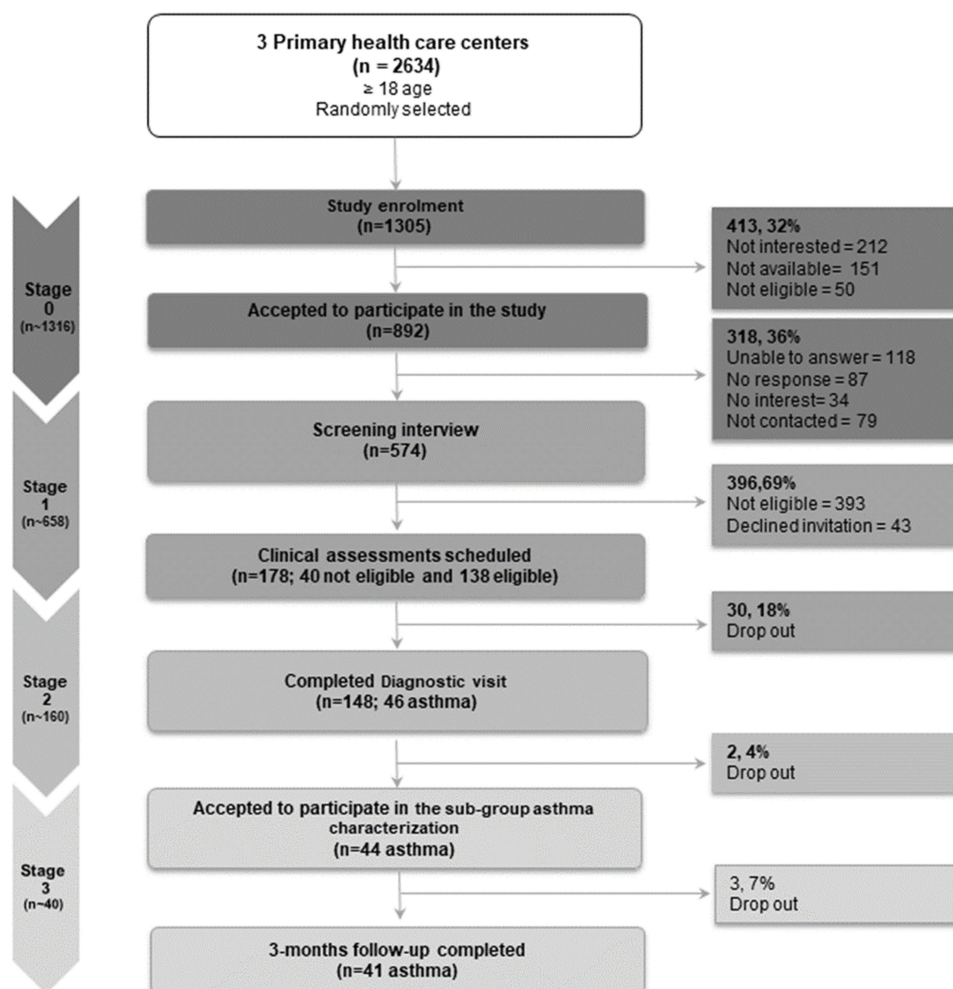 3 Primary health care centers
(n = 2634)
≥ 18 age
Randomly selected
Study enrolment
(n=1305)
413, 32%
Not interested = 212
Not available= 151
Not eligible = 50
Stage
0
(n~1316)
Accepted to participate in the study
(n=892)
318, 36%
Unable to answer = 118
No response = 87
No interest= 34
Not contacted = 79
Screening interview
(n=574)
396,69%
Not eligible = 393
Declined invitation = 43
Stage
1
(n~658)
Clinical assessments scheduled
(n=178; 40 not eligible and 138 eligible)
30, 18%
Drop out
Stage
2
(n~160)
Completed Diagnostic visit
(n=148; 46 asthma)
2, 4%
Drop out
Accepted to participate in the sub-group asthma
characterization
(n=44 asthma)
Stage
3
(n~40)
3, 7%
Drop out
3-months follow-up completed
(n=41 asthma)